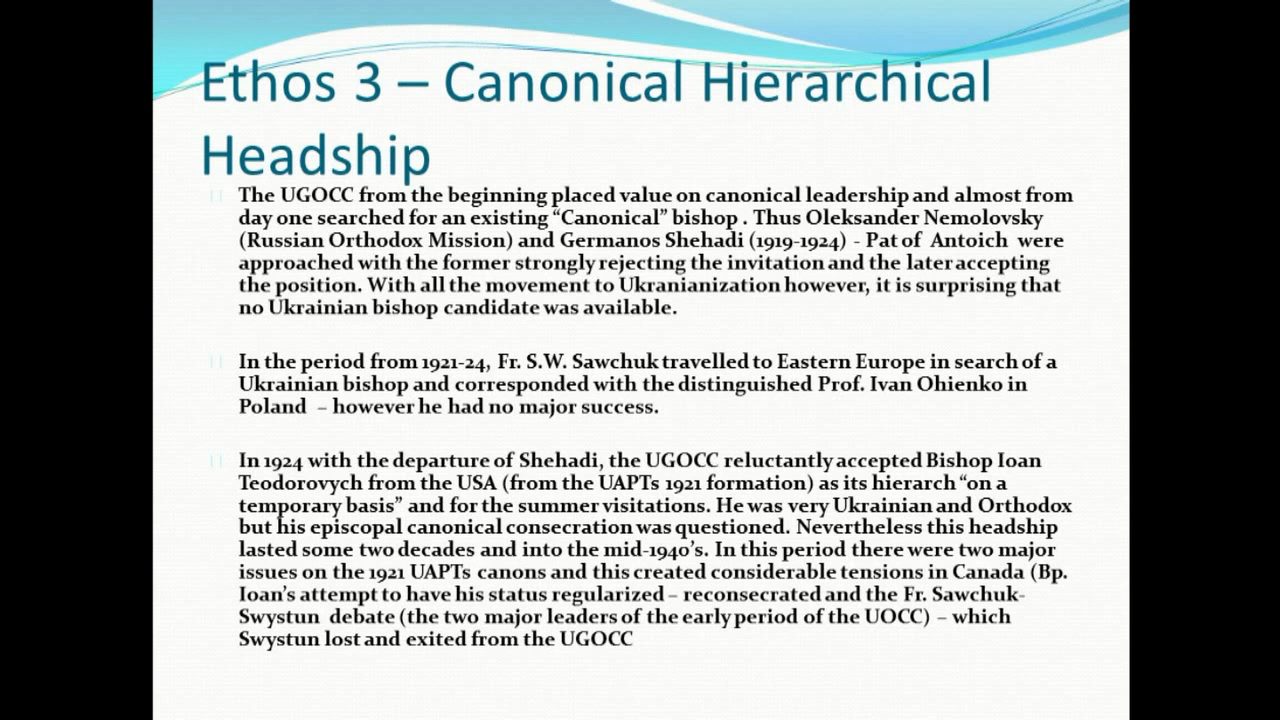 Ethos 3 – Canonical Hierarchical
Headship
The UGOCC from the beginning placed value on canonical leadership and almost from
day one searched for an existing “Canonical” bishop . Thus Oleksander Nemolovsky
(Russian Orthodox Mission) and Germanos Shehadi (1919-1924) - Pat of Antoich were
approached with the former strongly rejecting the invitation and the later accepting
the position. With all the movement to Ukranianization however, it is surprising that
no Ukrainian bishop candidate was available.
In the period from 1921-24, Fr. S.W. Sawchuk travelled to Eastern Europe in search of a
Ukrainian bishop and corresponded with the distinguished Prof. Ivan Ohienko in
Poland – however he had no major success.
In 1924 with the departure of Shehadi, the UGOCC reluctantly accepted Bishop Ioan
Teodorovych from the USA (from the UAPTs 1921 formation) as its hierarch “on a
temporary basis” and for the summer visitations. He was very Ukrainian and Orthodox
but his episcopal canonical consecration was questioned. Nevertheless this headship
lasted some two decades and into the mid-1940’s. In this period there were two major
issues on the 1921 UAPTs canons and this created considerable tensions in Canada (Bp.
Ioan’s attempt to have his status regularized – reconsecrated and the Fr. Sawchuk-
Swystun debate (the two major leaders of the early period of the UOCC) – which
Swystun lost and exited from the UGOCC